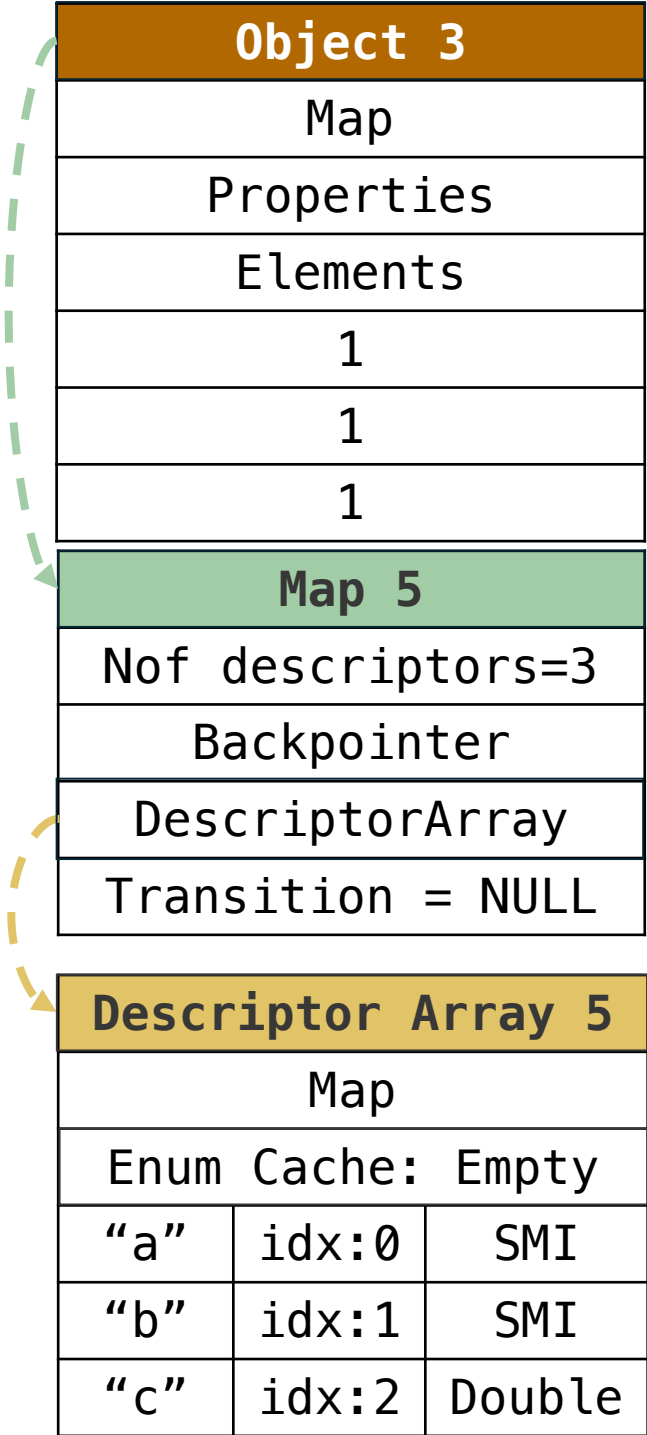 Object 3
Map
Properties
Elements
1
1
1
Map 5
Nof descriptors=3
Backpointer
DescriptorArray
Transition = NULL
Descriptor Array 5
Map
Enum Cache: Empty
“a” idx:0 SMI
“b” idx:1 SMI
“c” idx:2 Double